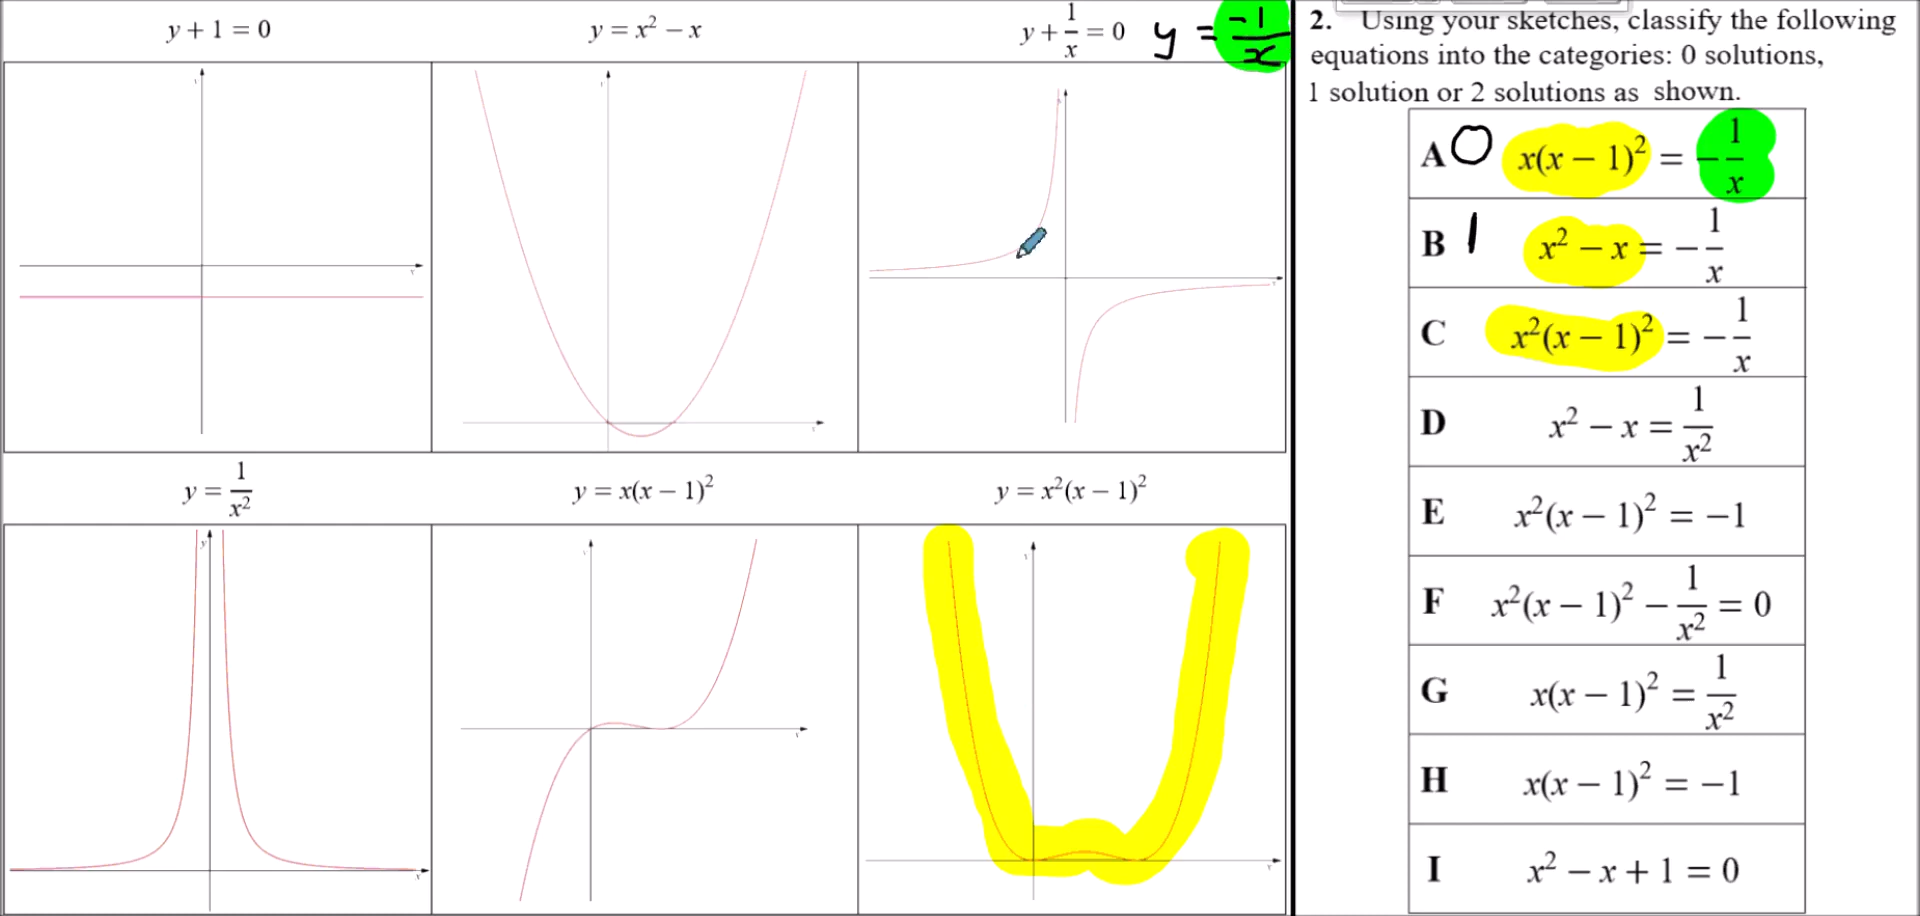 y + 1 = 0
y = x² − x
y + 1/x = 0
y = -1/x
y = 1/x²
y
y = x(x − 1)²
y = x²(x − 1)²
2. Using your sketches, classify the following
equations into the categories: 0 solutions,
1 solution or 2 solutions as shown.
A 0 x(x − 1)² = −1/x
B 1 x² − x = −1/x
C x²(x − 1)² = −1/x
D x² − x = 1/x²
E x²(x − 1)² = −1
F x²(x − 1)² − 1/x² = 0
G x(x − 1)² = 1/x²
H x(x − 1)² = −1
I x² − x + 1 = 0